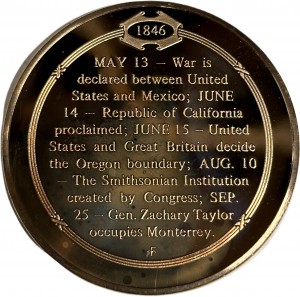 1846
MAY 13 — War is
declared between United
States and Mexico; JUNE
14 — Republic of California
proclaimed; JUNE 15 — United
States and Great Britain decide
the Oregon boundary; AUG. 10
— The Smithsonian Institution
created by Congress; SEP.
25 — Gen. Zachary Taylor
occupies Monterrey.